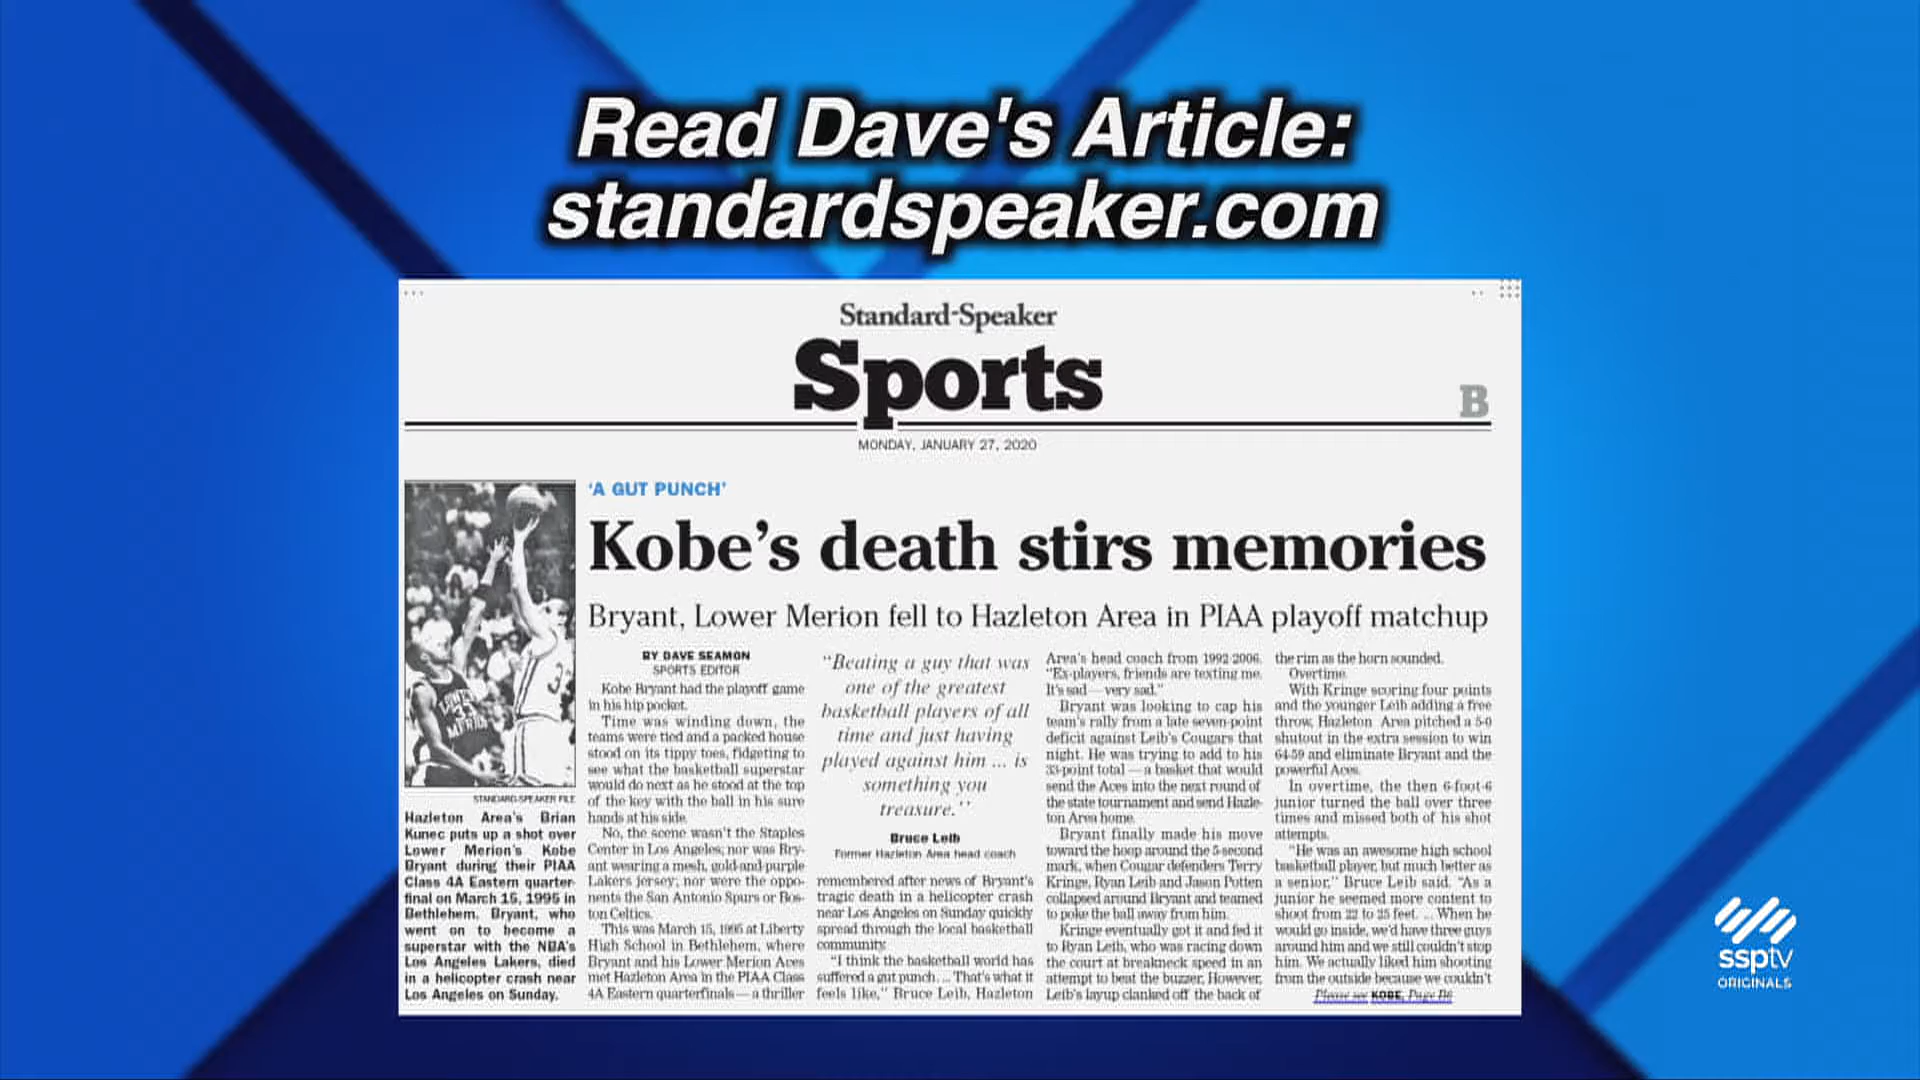 Read Dave's Article:
standardspeaker.com
Standard-Speaker
Sports
B
MONDAY, JANUARY 27, 2020
'A GUT PUNCH'
Kobe's death stirs memories
Bryant, Lower Merion fell to Hazleton Area in PIAA playoff matchup
LOWER
33
MERION
3
STANDARD-SPEAKER FILE
Hazleton Area's Brian
Kunec puts up a shot over
Lower Merion's Kobe
Bryant during their PIAA
Class 4A Eastern quarter-
final on March 15, 1995 in
Bethlehem. Bryant, who
went on to become a
superstar with the NBA's
Los Angeles Lakers, died
in a helicopter crash near
Los Angeles on Sunday.
BY DAVE SEAMON
SPORTS EDITOR
Kobe Bryant had the playoff game
in his hip pocket.
Time was winding down, the
teams were tied and a packed house
stood on its tippy toes, fidgeting to
see what the basketball superstar
would do next as he stood at the top
of the key with the ball in his sure
hands at his side.
No, the scene wasn't the Staples
Center in Los Angeles; nor was Bry-
ant wearing a mesh, gold-and-purple
Lakers jersey; nor were the oppo-
nents the San Antonio Spurs or Bos-
ton Celtics.
This was March 15, 1995 at Liberty
High School in Bethlehem, where
Bryant and his Lower Merion Aces
met Hazleton Area in the PIAA Class
4A Eastern quarterfinals — a thriller
"Beating a guy that was
one of the greatest
basketball players of all
time and just having
played against him ... is
something you
treasure."
Bruce Leib
Former Hazleton Area head coach
remembered after news of Bryant's
tragic death in a helicopter crash
near Los Angeles on Sunday quickly
spread through the local basketball
community.
"I think the basketball world has
suffered a gut punch. ... That's what it
feels like," Bruce Leib, Hazleton
Area's head coach from 1992-2006.
"Ex-players, friends are texting me.
It's sad — very sad."
Bryant was looking to cap his
team's rally from a late seven-point
deficit against Leib's Cougars that
night. He was trying to add to his
33-point total — a basket that would
send the Aces into the next round of
the state tournament and send Hazle-
ton Area home.
Bryant finally made his move
toward the hoop around the 5-second
mark, when Cougar defenders Terry
Kringe, Ryan Leib and Jason Potten
collapsed around Bryant and teamed
to poke the ball away from him.
Kringe eventually got it and fed it
to Ryan Leib, who was racing down
the court at breakneck speed in an
attempt to beat the buzzer. However,
Leib's layup clanked off the back of
the rim as the horn sounded.
Overtime.
With Kringe scoring four points
and the younger Leib adding a free
throw, Hazleton Area pitched a 5-0
shutout in the extra session to win
64-59 and eliminate Bryant and the
powerful Aces.
In overtime, the then 6-foot-6
junior turned the ball over three
times and missed both of his shot
attempts.
"He was an awesome high school
basketball player, but much better as
a senior," Bruce Leib said. "As a
junior he seemed more content to
shoot from 22 to 25 feet. ... When he
would go inside, we'd have three guys
around him and we still couldn't stop
him. We actually liked him shooting
from the outside because we couldn't
Please see KOBE, Page B6
ssptv
ORIGINALS